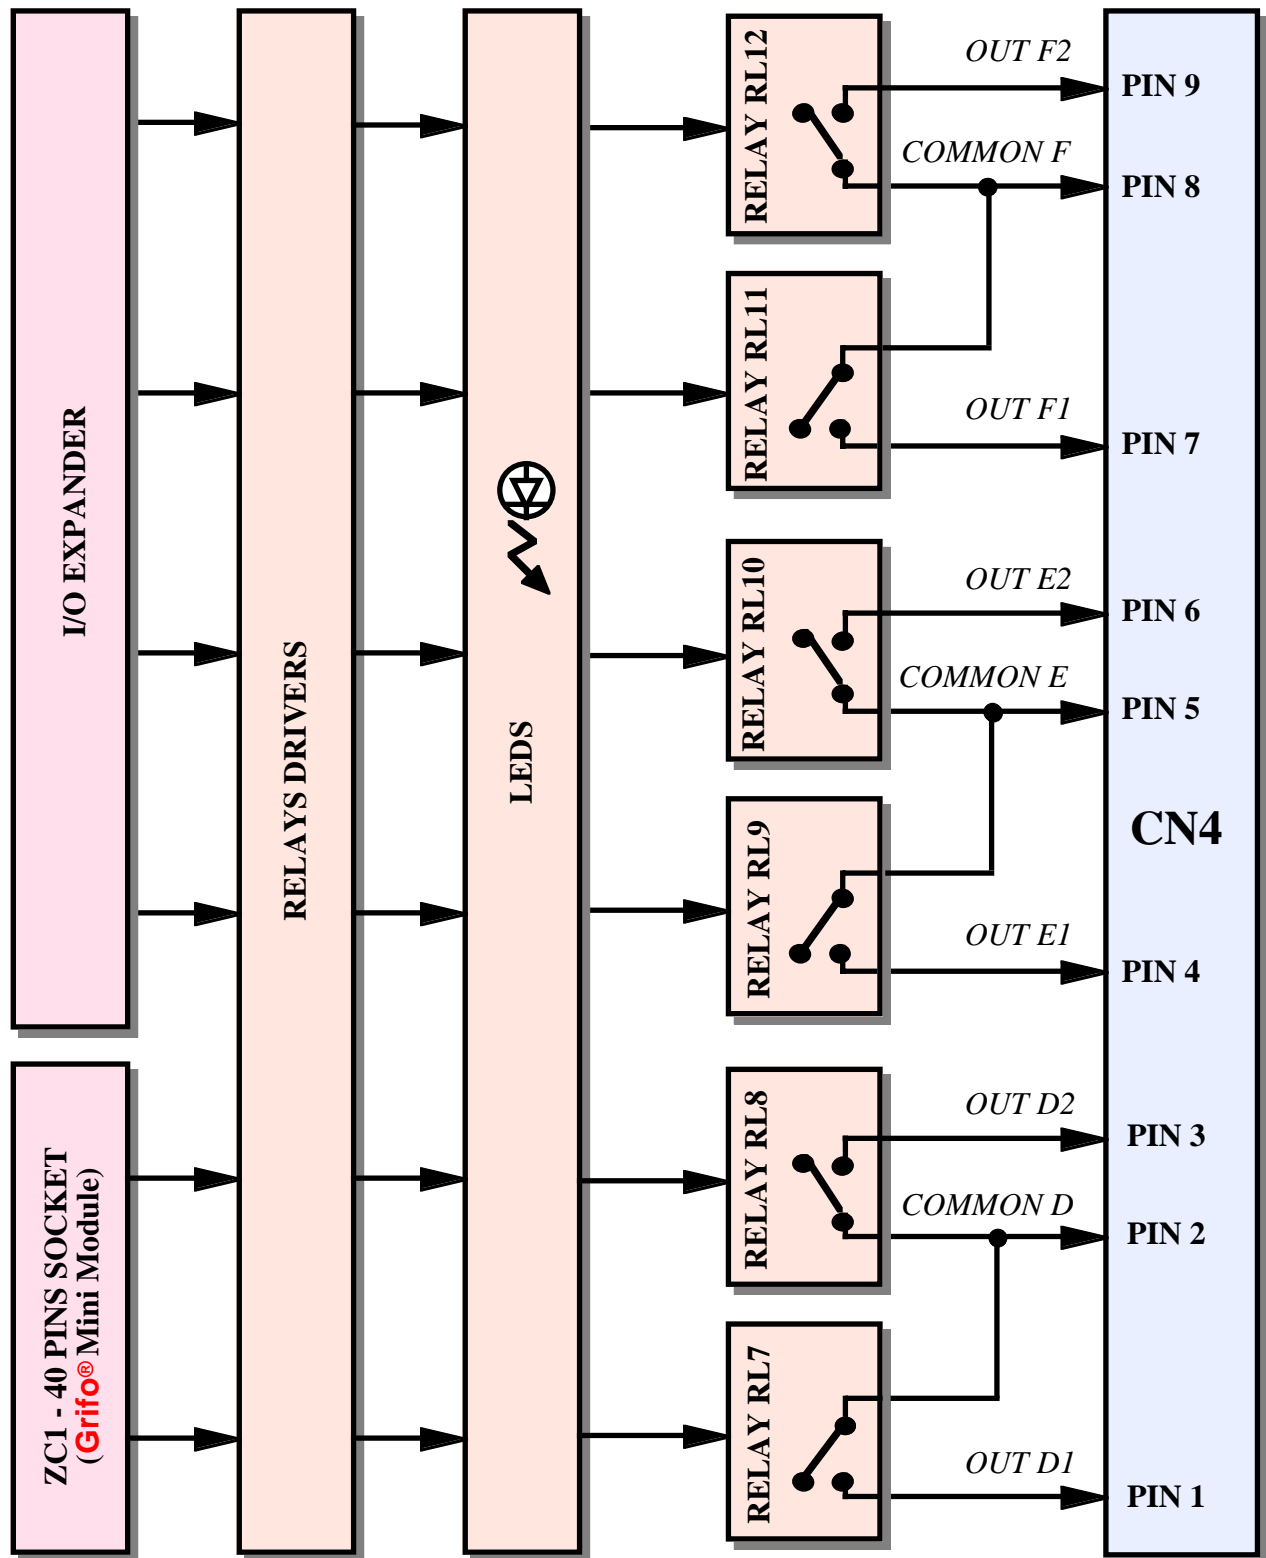 I/O EXPANDER
ZC1 - 40 PINS SOCKET
(Grifo® Mini Module)
RELAYS DRIVERS
LEDS
RELAY RL12
RELAY RL11
RELAY RL10
RELAY RL9
RELAY RL8
RELAY RL7
OUT F2
COMMON F
OUT F1
OUT E2
COMMON E
OUT E1
OUT D2
COMMON D
OUT D1
PIN 9
PIN 8
PIN 7
PIN 6
PIN 5
CN4
PIN 4
PIN 3
PIN 2
PIN 1